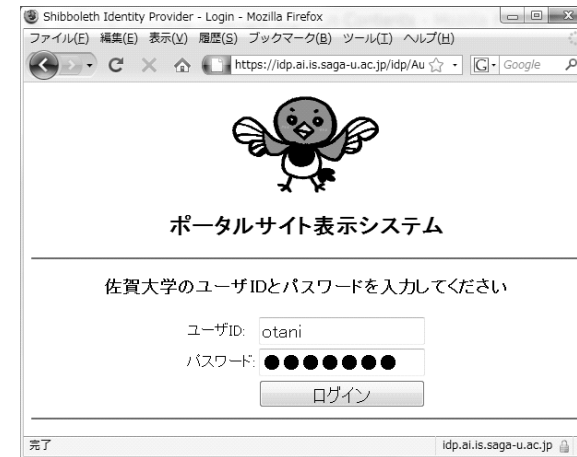 Shibboleth Identity Provider - Login - Mozilla Firefox
ファイル(F) 編集(E) 表示(V) 履歴(S) ブックマーク(B) ツール(T) ヘルプ(H)
https://idp.ai.is.saga-u.ac.jp/idp/Au G Google
ポータルサイト表示システム
佐賀大学のユーザIDとパスワードを入力してください
ユーザID: otani
パスワード: ●●●●●●●
ログイン
完了 idp.ai.is.saga-u.ac.jp